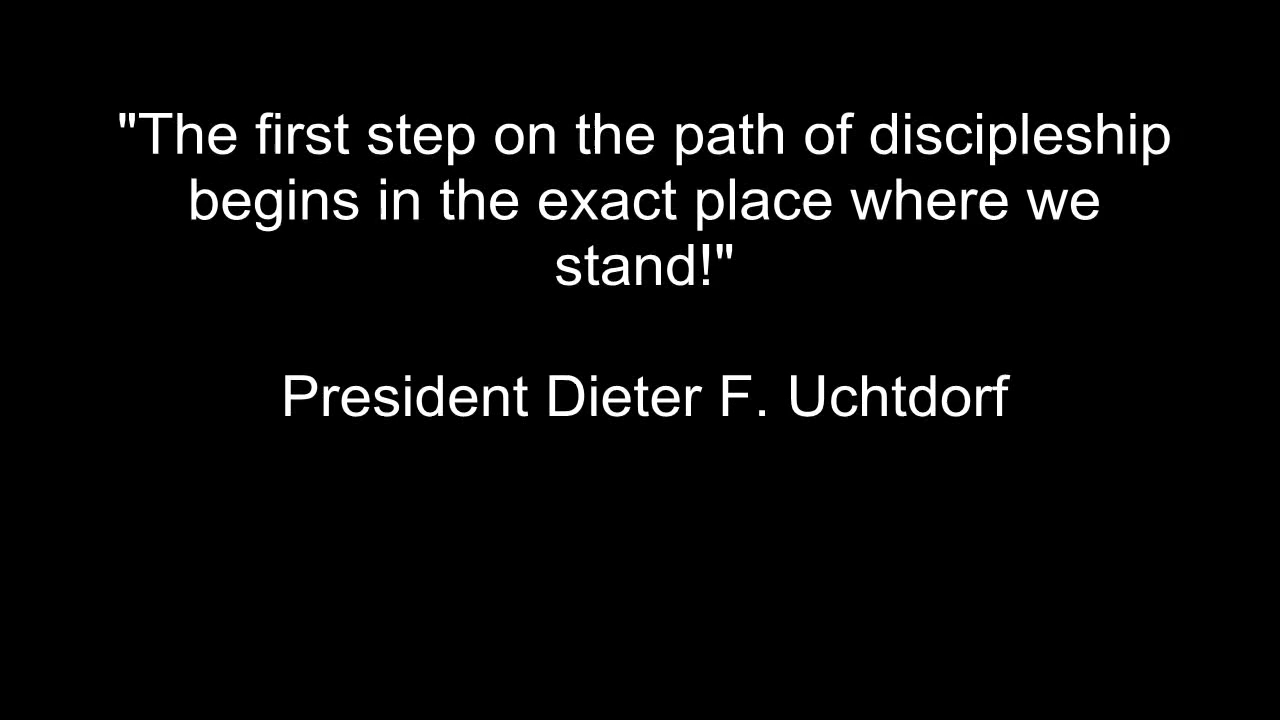 "The first step on the path of discipleship
begins in the exact place where we
stand!"
President Dieter F. Uchtdorf